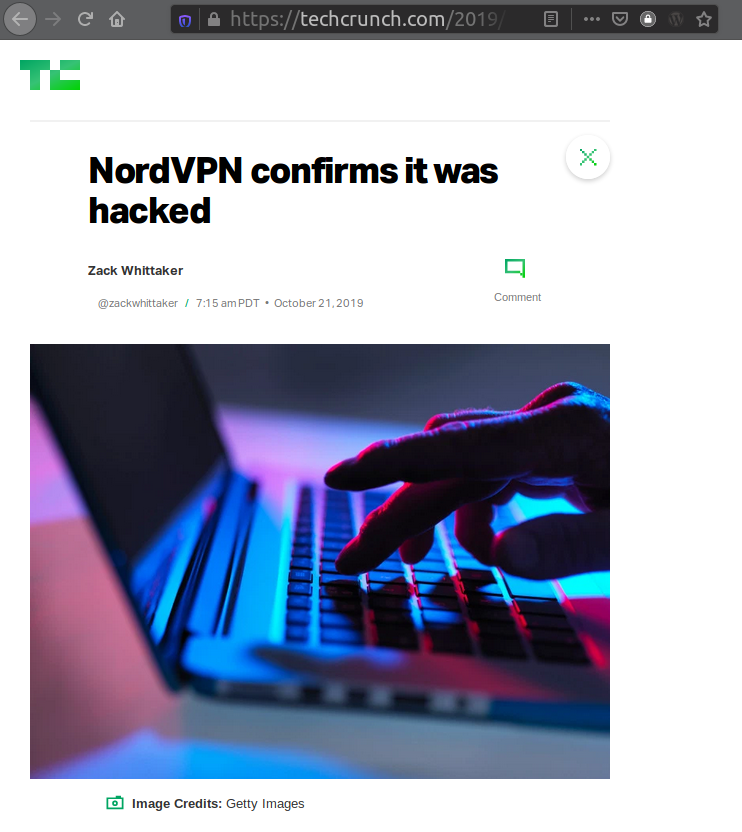 https://techcrunch.com/2019/
TC
NordVPN confirms it was
hacked
Zack Whittaker
@zackwhittaker / 7:15 am PDT • October 21, 2019
Comment
Image Credits: Getty Images